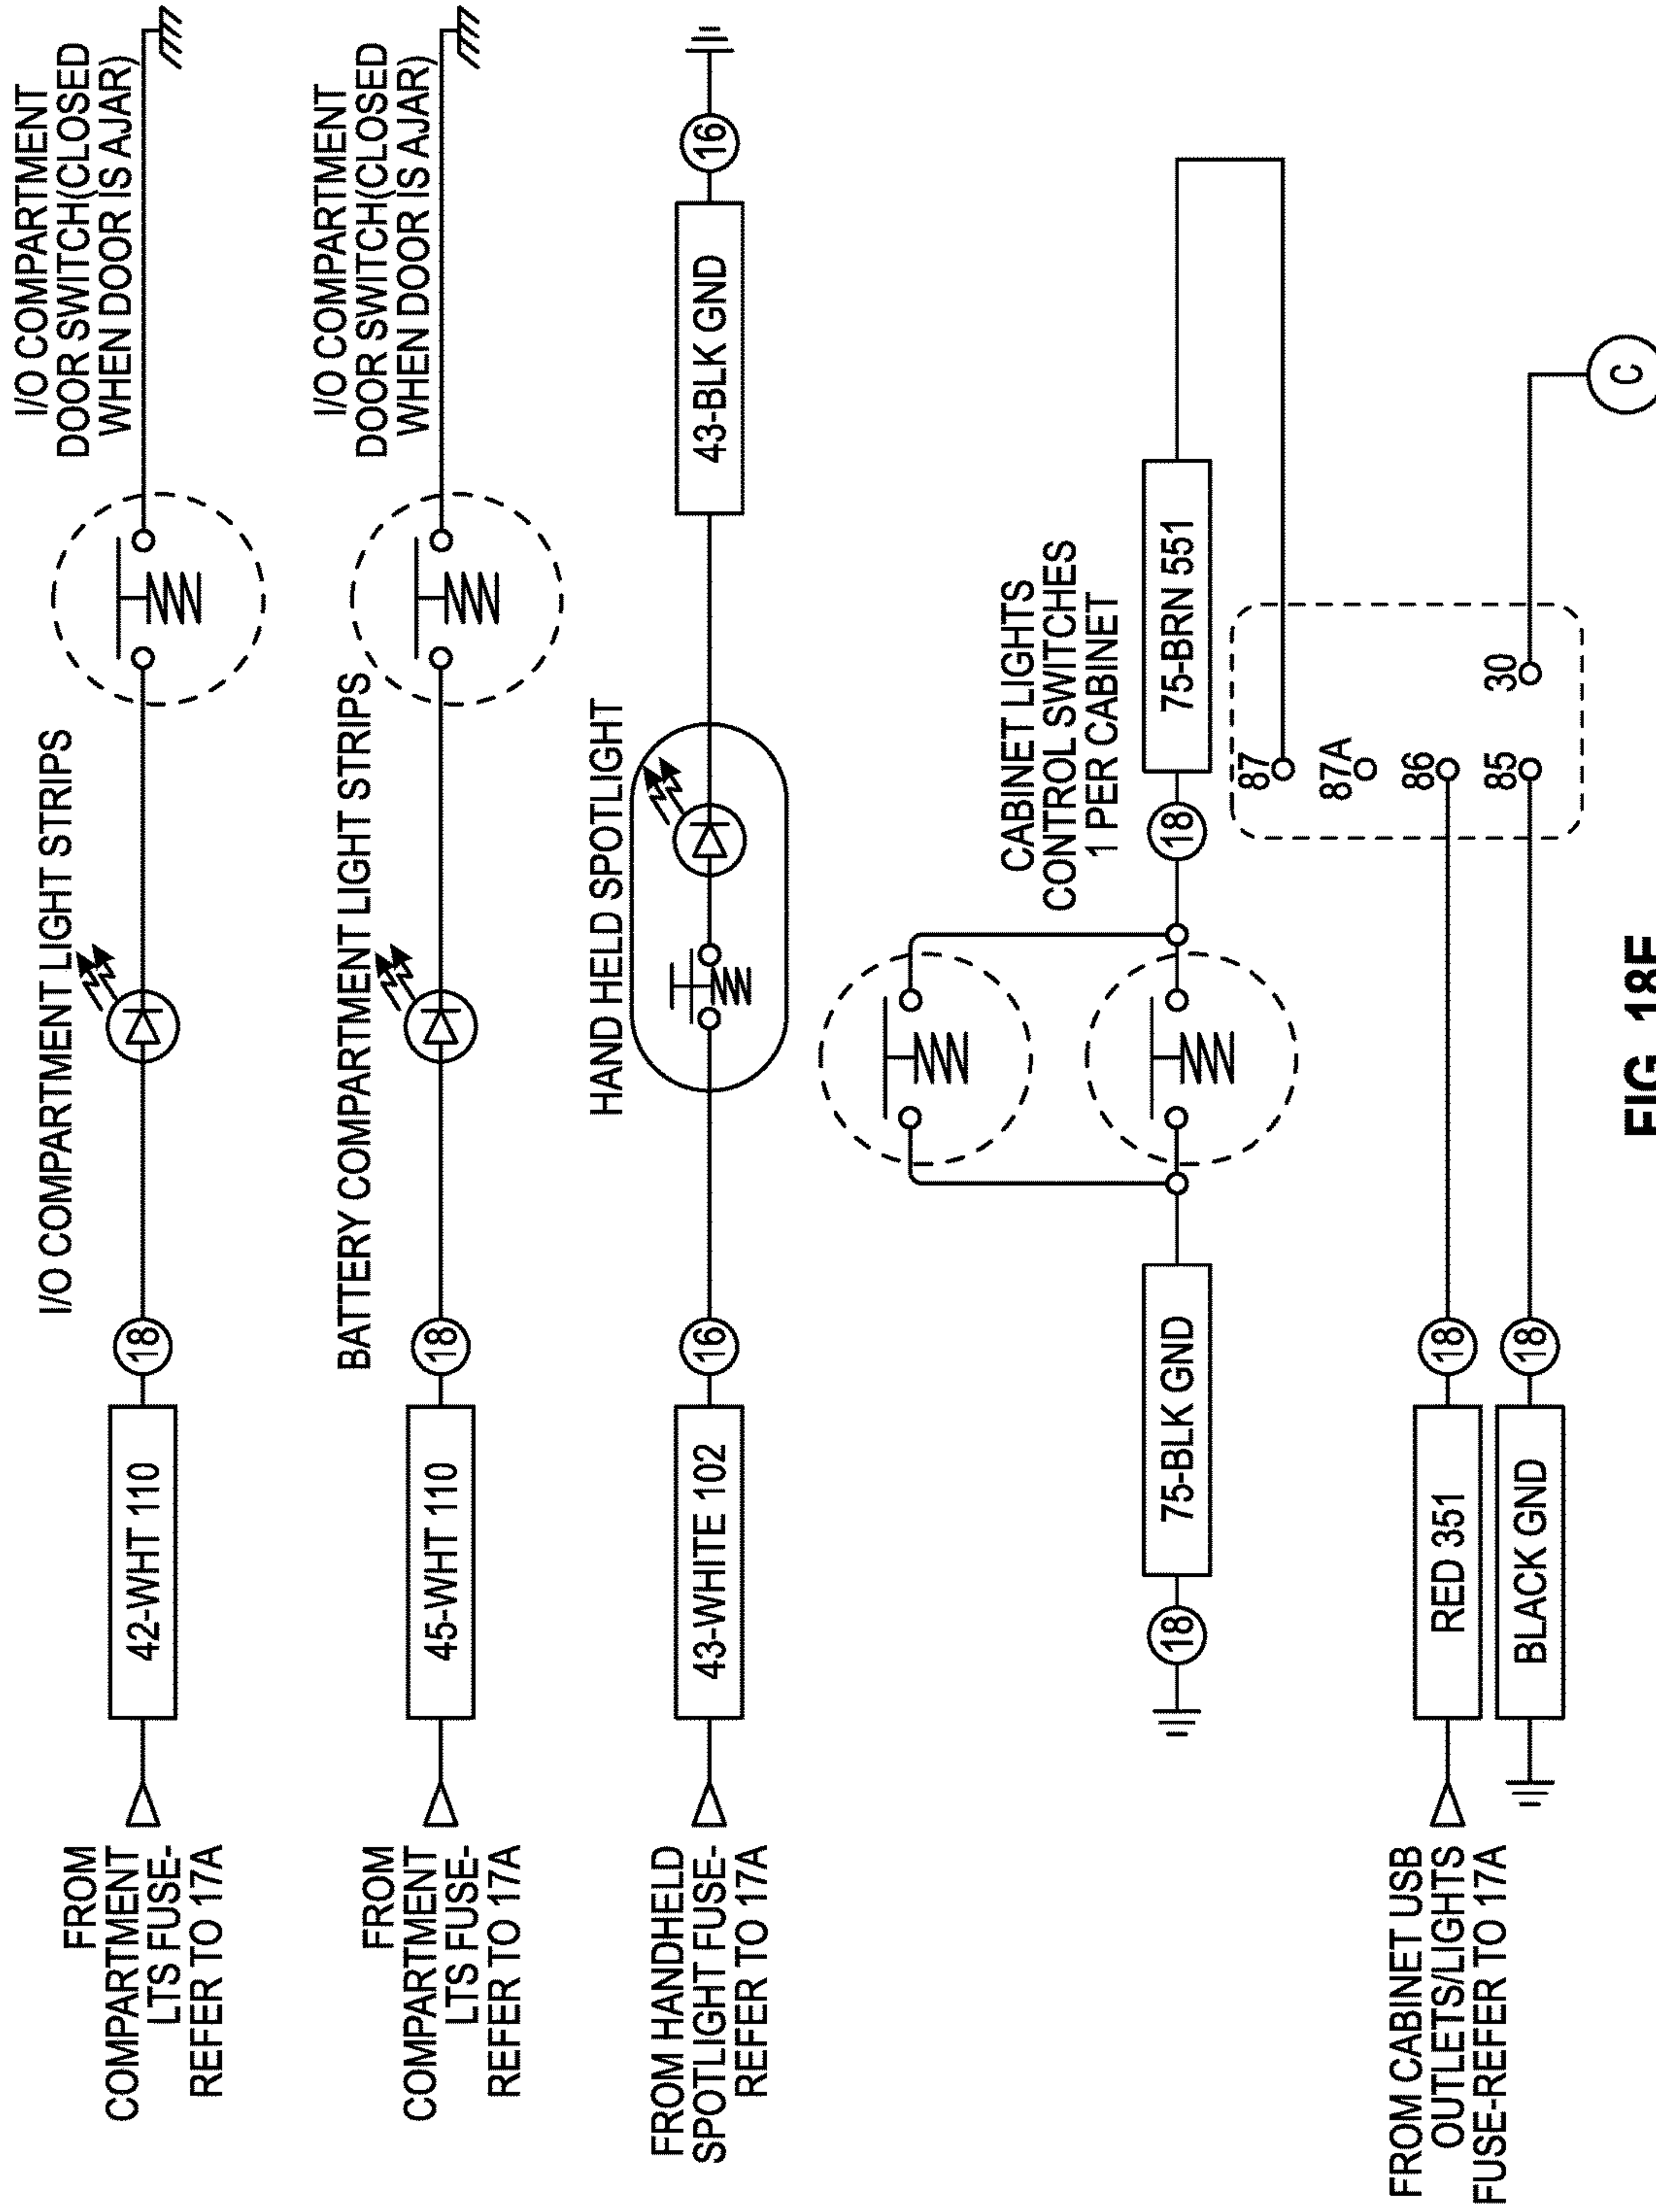 FROM
COMPARTMENT
LTS FUSE-
REFER TO 17A
42-WHT 110
18
I/O COMPARTMENT LIGHT STRIPS
I/O COMPARTMENT
DOOR SWITCH(CLOSED
WHEN DOOR IS AJAR)
FROM
COMPARTMENT
LTS FUSE-
REFER TO 17A
45-WHT 110
18
BATTERY COMPARTMENT LIGHT STRIPS
I/O COMPARTMENT
DOOR SWITCH(CLOSED
WHEN DOOR IS AJAR)
FROM HANDHELD
SPOTLIGHT FUSE-
REFER TO 17A
43-WHITE 102
16
HAND HELD SPOTLIGHT
43-BLK GND
16
18
75-BLK GND
CABINET LIGHTS
CONTROL SWITCHES
1 PER CABINET
18
75-BRN 551
FROM CABINET USB
OUTLETS/LIGHTS
FUSE-REFER TO 17A
RED 351
18
BLACK GND
18
87
87A
86
85
30
C
FIG. 18E